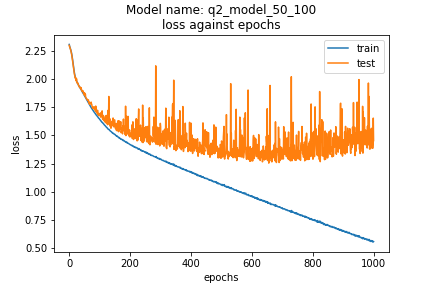 Model name: q2_model_50_100
loss against epochs
train
test
2.25
2.00
1.75
1.50
1.25
1.00
0.75
0.50
loss
0 200 400 600 800 1000
epochs